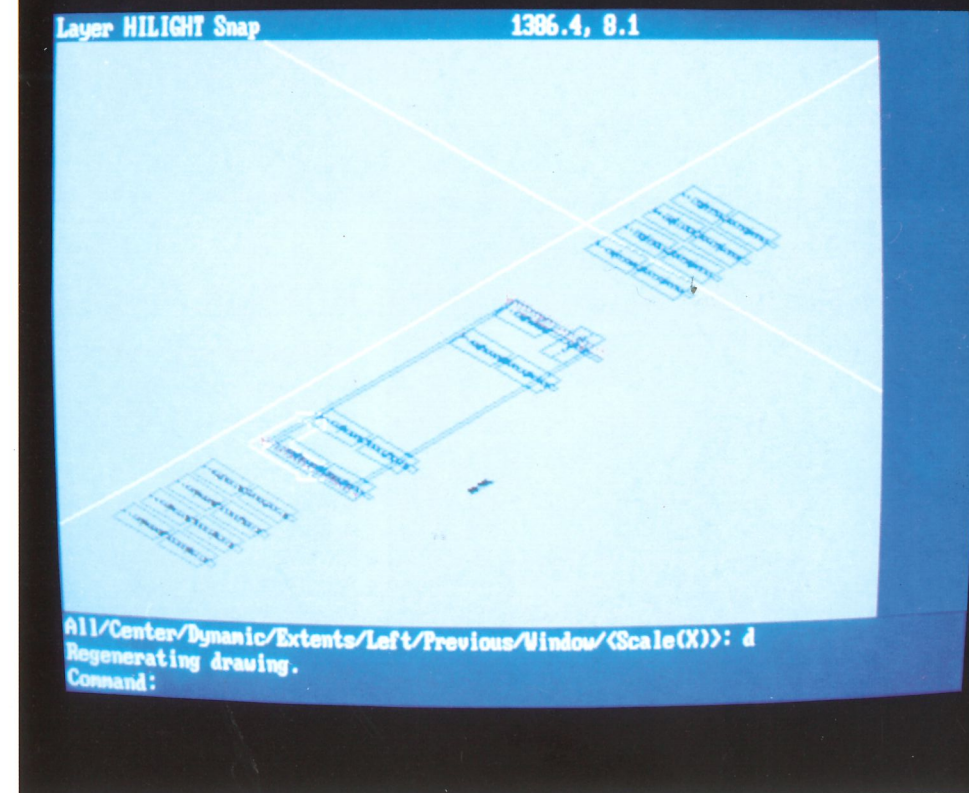 Layer HILIGHT Snap 1386.4, 8.1
All/Center/Dynamic/Extents/Left/Previous/Window/<Scale(X)>: d
Regenerating drawing.
Command: